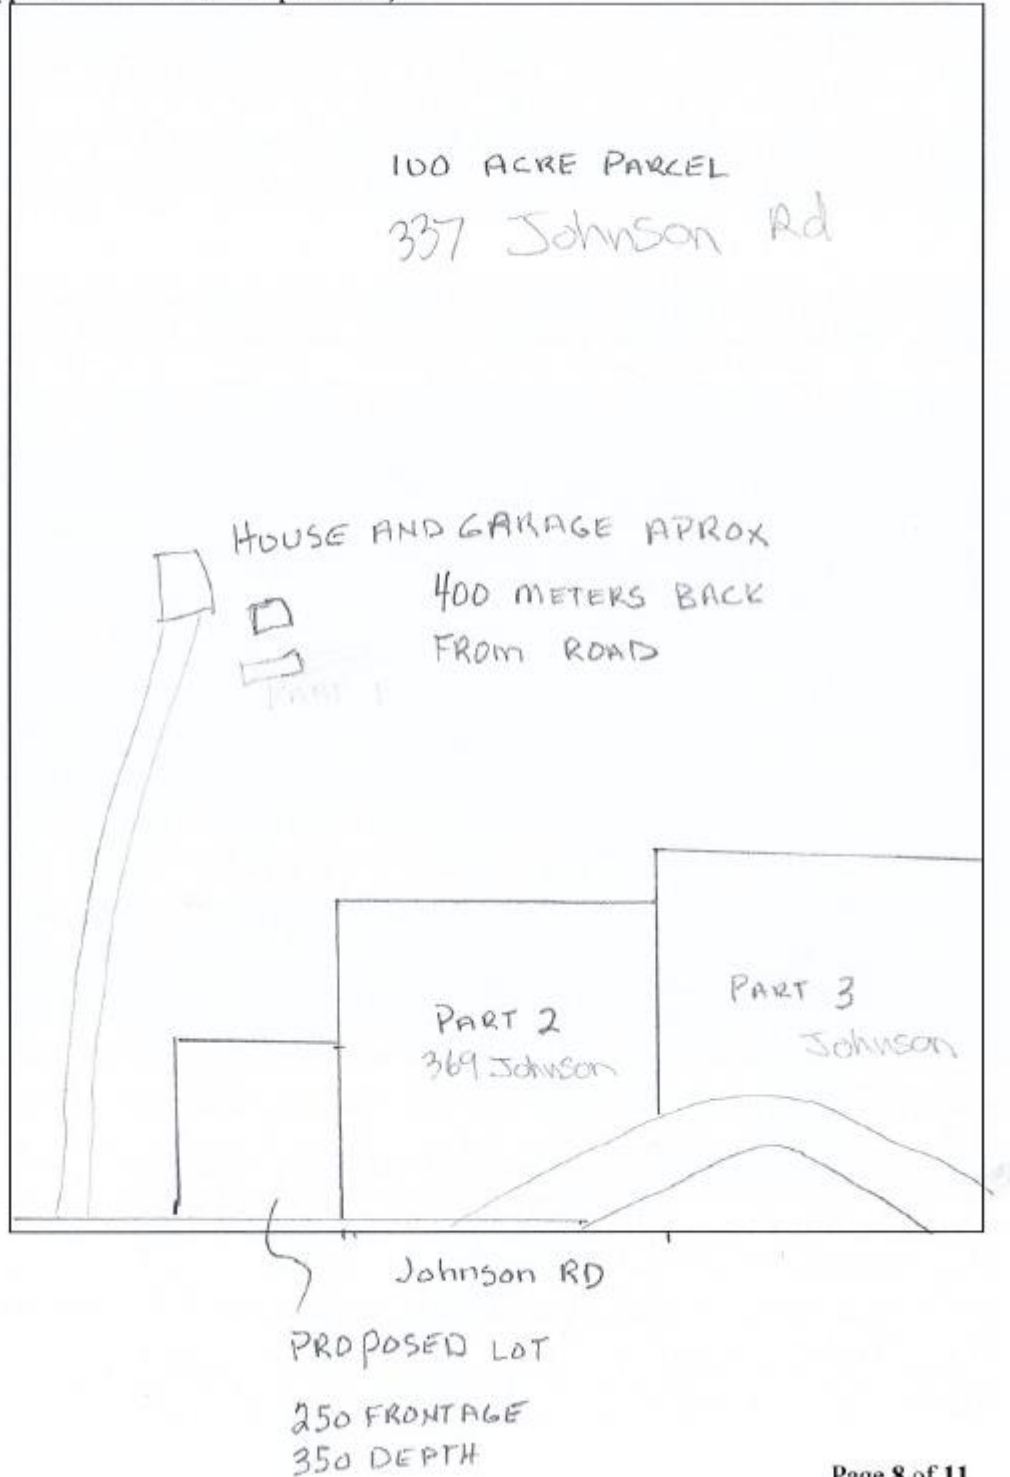 100 ACRE PARCEL
337 Johnson Rd
HOUSE AND GARAGE APROX
400 METERS BACK
FROM ROAD
PART 2
369 Johnson
PART 3
Johnson
Johnson RD
PROPOSED LOT
250 FRONTAGE
350 DEPTH
Page 8 of 11